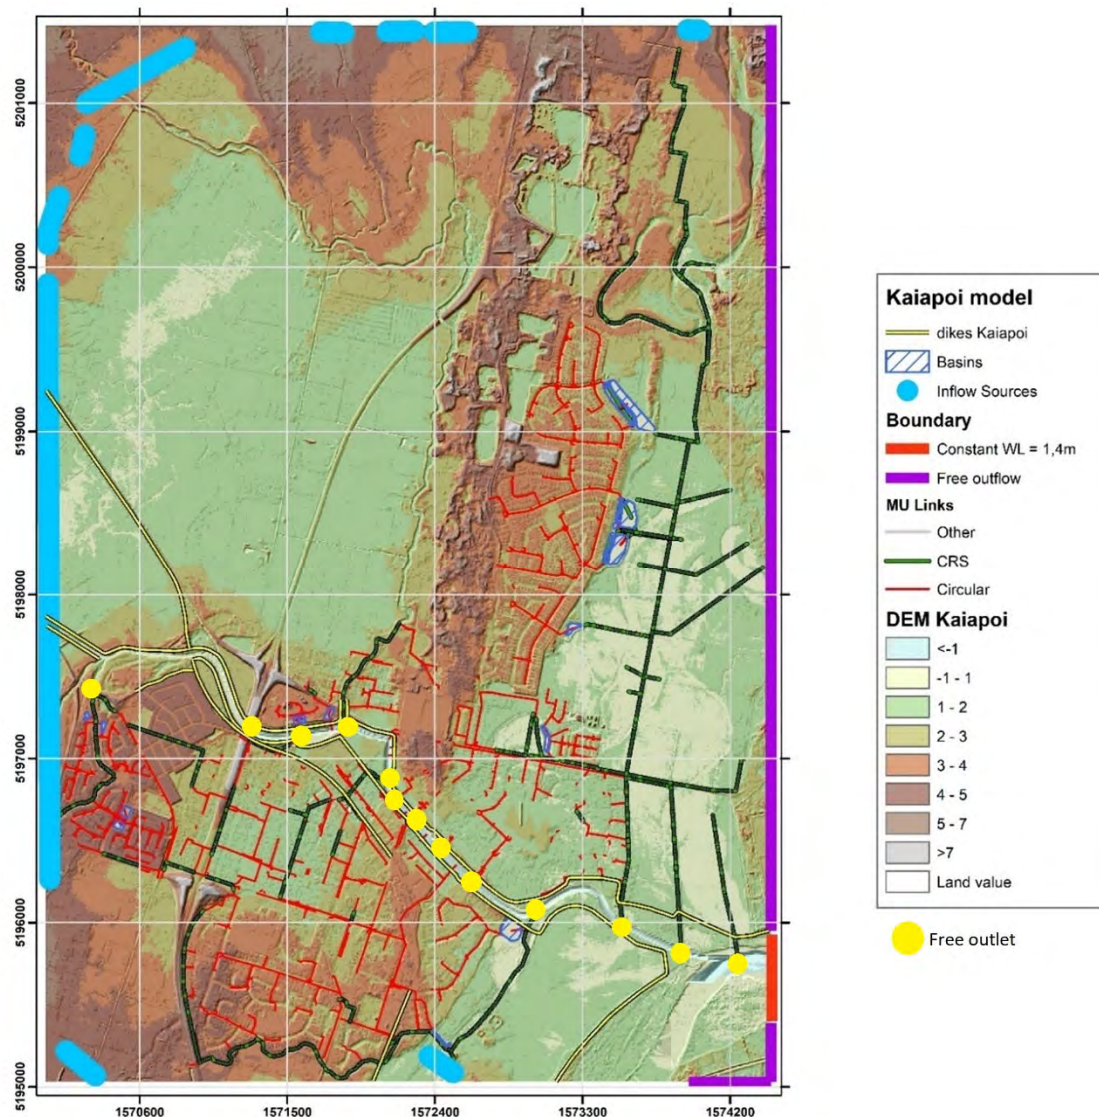 5201000
5200000
5199000
5198000
5197000
5196000
5195000
1570600
1571500
1572400
1573300
1574200
Kaiapoi model
dikes Kaiapoi
Basins
Inflow Sources
Boundary
Constant WL = 1,4m
Free outflow
MU Links
Other
CRS
Circular
DEM Kaiapoi
<-1
-1 - 1
1 - 2
2 - 3
3 - 4
4 - 5
5 - 7
>7
Land value
Free outlet